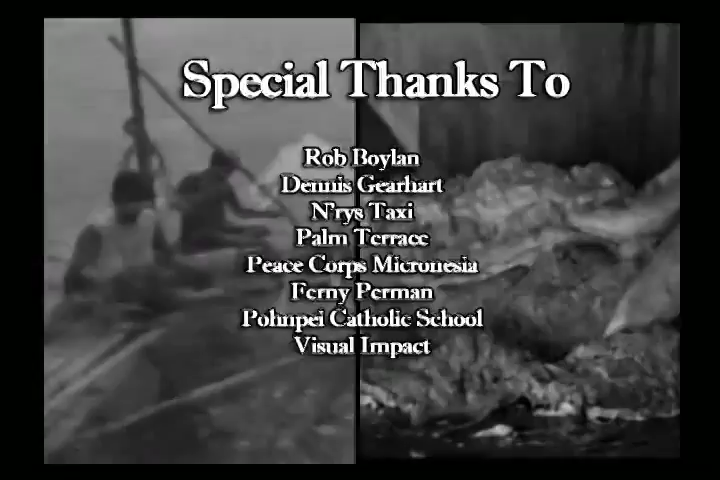 Special Thanks To
Rob Boylan
Dennis Gearhart
N'rys Taxi
Palm Terrace
Peace Corps Micronesia
Ferny Perman
Pohnpei Catholic School
Visual Impact